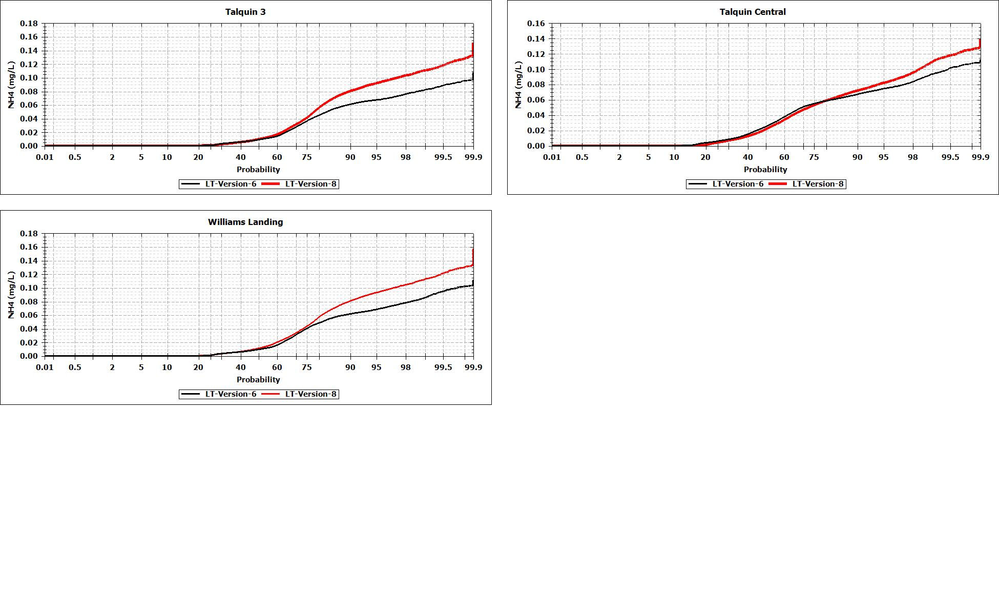 Talquin 3
0.18
0.16
0.14
0.12
0.10
0.08
0.06
0.04
0.02
0.00
NH4 (mg/L)
0.01 0.5 2 5 10 20 40 60 75 90 95 98 99.5 99.9
Probability
LT-Version-6 LT-Version-8
Talquin Central
0.16
0.14
0.12
0.10
0.08
0.06
0.04
0.02
0.00
NH4 (mg/L)
0.01 0.5 2 5 10 20 40 60 75 90 95 98 99.5 99.9
Probability
LT-Version-6 LT-Version-8
Williams Landing
0.18
0.16
0.14
0.12
0.10
0.08
0.06
0.04
0.02
0.00
NH4 (mg/L)
0.01 0.5 2 5 10 20 40 60 75 90 95 98 99.5 99.9
Probability
LT-Version-6 LT-Version-8